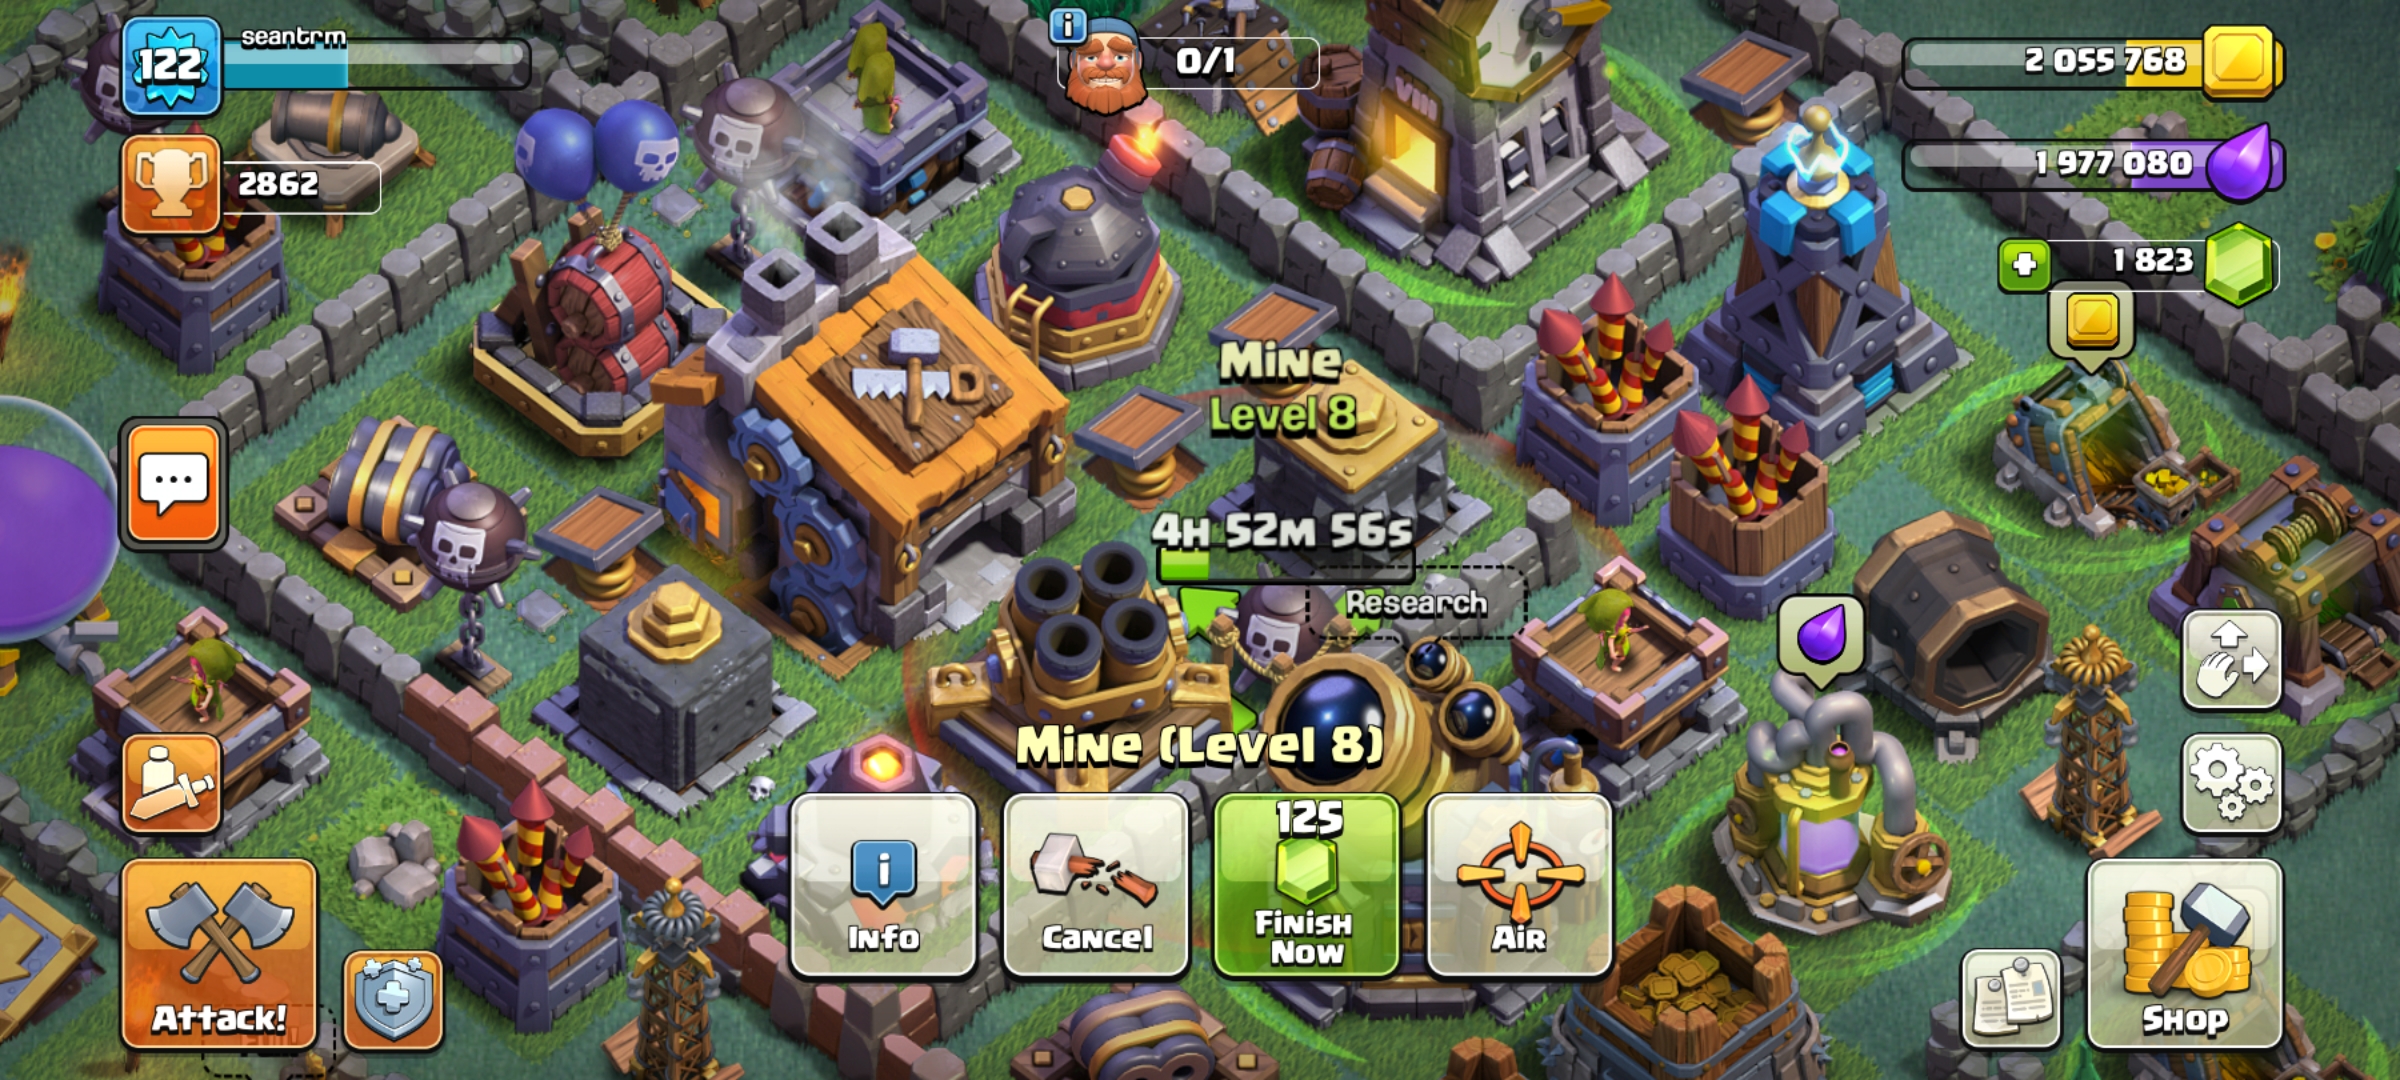 122
seantrm
0/1
2 055 768
2862
1 977 080
VIII
1 823
Mine
Level 8
4H 52M 56s
Research
Mine (Level 8)
125
Info
Cancel
Finish
Now
Air
Attack!
Shop